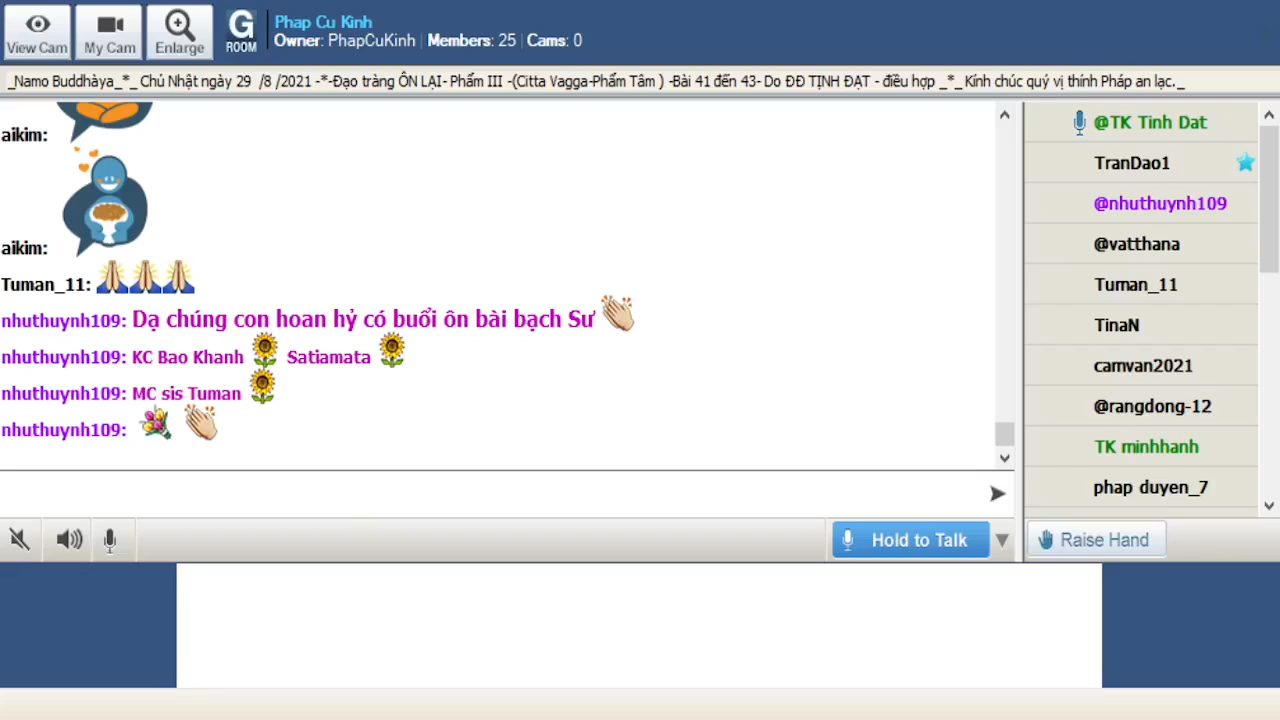 View Cam
My Cam
Enlarge
G
ROOM
Phap Cu Kinh
Owner: PhapCuKinh | Members: 25 | Cams: 0
_Namo Buddhàya_*_ Chủ Nhật ngày 29 /8 /2021 -*-Đạo tràng ÔN LẠI- Phẩm III -(Citta Vagga-Phẩm Tâm ) -Bài 41 đến 43- Do ĐĐ TỊNH ĐẠT - điều hợp _*_Kính chúc quý vị thính Pháp an lạc._
aikim:
aikim:
Tuman_11:
nhuthuynh109: Dạ chúng con hoan hỷ có buổi ôn bài bạch Sư
nhuthuynh109: KC Bao Khanh Satiamata
nhuthuynh109: MC sis Tuman
nhuthuynh109:
@TK Tinh Dat
TranDao1
@nhuthuynh109
@vatthana
Tuman_11
TinaN
camvan2021
@rangdong-12
TK minhhanh
phap duyen_7
Hold to Talk
Raise Hand